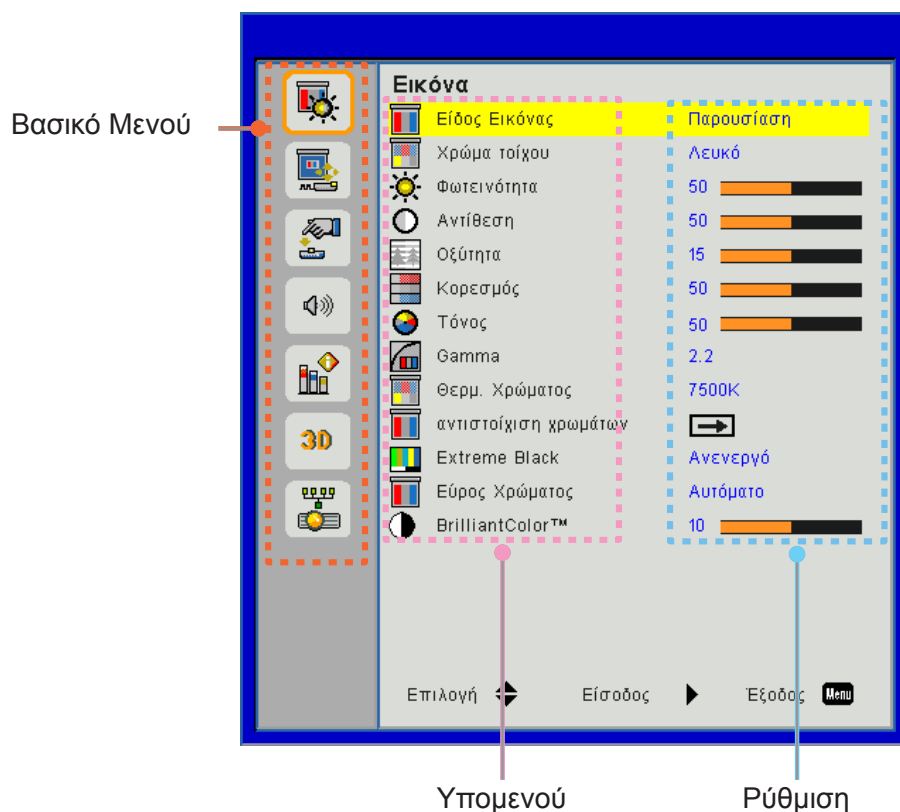 Βασικό Μενού
Εικόνα
Είδος Εικόνας Παρουσίαση
Χρώμα τοίχου Λευκό
Φωτεινότητα 50
Αντίθεση 50
Οξύτητα 15
Κορεσμός 50
Τόνος 50
Gamma 2.2
Θερμ. Χρώματος 7500K
αντιστοίχιση χρωμάτων
Extreme Black Ανενεργό
Εύρος Χρώματος Αυτόματο
BrilliantColor™ 10
3D
Επιλογή Είσοδος Έξοδος Menu
Υπομενού Ρύθμιση